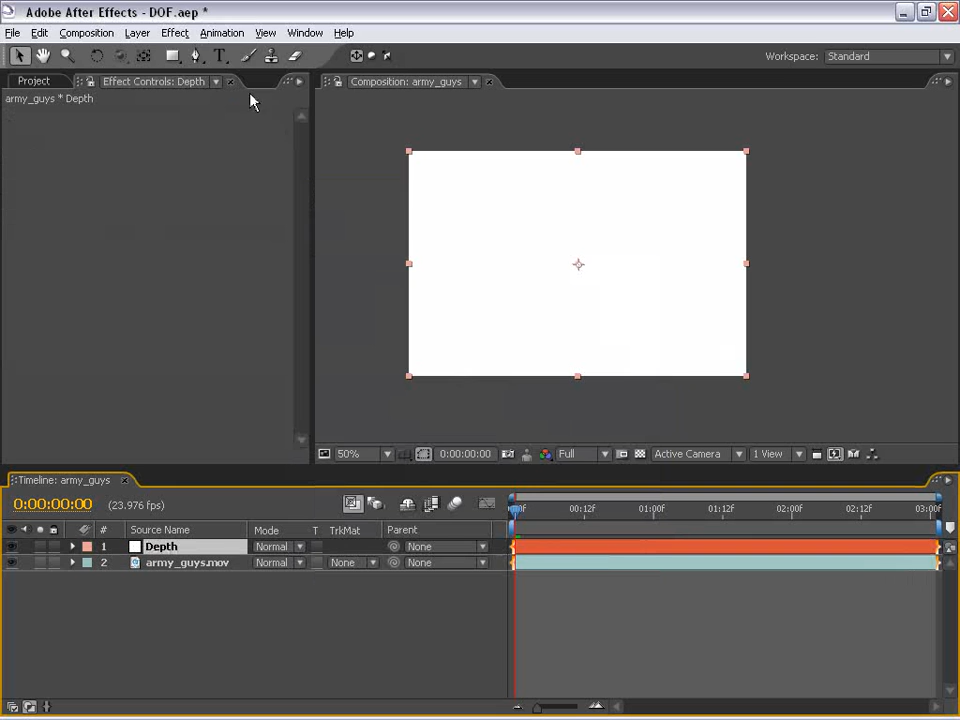 Adobe After Effects - DOF.aep *
File Edit Composition Layer Effect Animation View Window Help
Workspace: Standard
Project Effect Controls: Depth Composition: army_guys
army_guys * Depth
50% 0:00:00:00 Full Active Camera 1 View
Timeline: army_guys
0:00:00:00 (23.976 fps)
00:12f 01:00f 01:12f 02:00f 02:12f 03:00f
# Source Name Mode T TrkMat Parent
1 Depth Normal None
2 army_guys.mov Normal None None